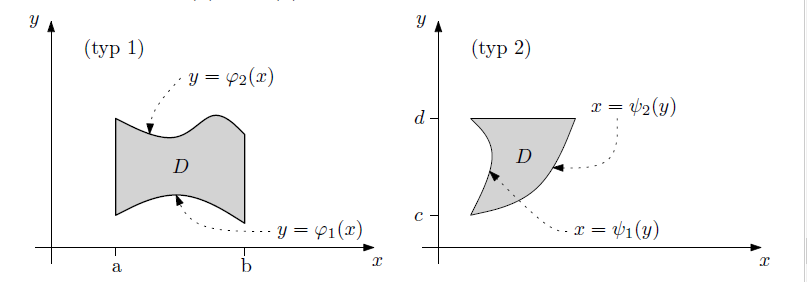 y
(typ 1)
y = φ₂(x)
D
y = φ₁(x)
a
b
x
y
(typ 2)
x = ψ₂(y)
d
D
c
x = ψ₁(y)
x